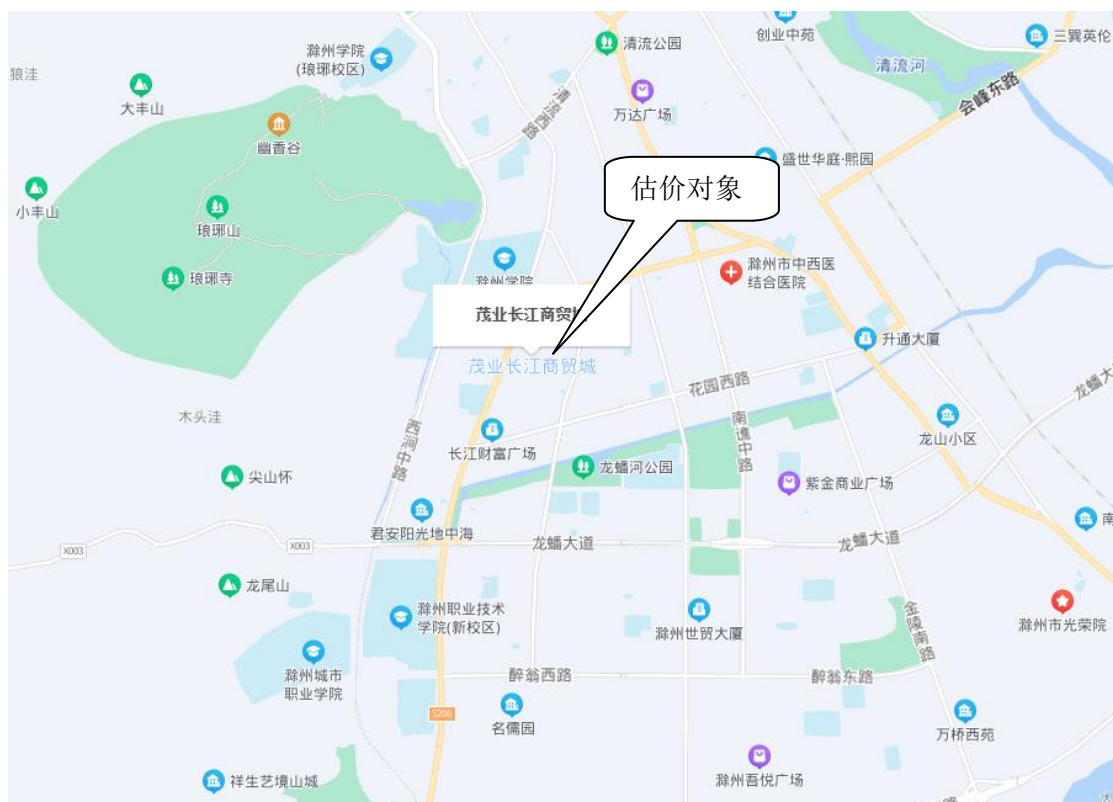 创业中苑
三巽英伦
滁州学院
(琅琊校区)
清流公园
狼洼
清流河
大丰山
万达广场
清流西路
会峰东路
幽香谷
盛世华庭·熙园
估价对象
小丰山
琅琊山
琅琊寺
滁州学院
滁州市中西医
结合医院
茂业长江商贸城
升通大厦
茂业长江商贸城
花园西路
龙蟠大
木头洼
南谯中路
龙山小区
西涧中路
长江财富广场
龙蟠河公园
尖山怀
紫金商业广场
君安阳光地中海
南
X003
X003
龙蟠大道
龙蟠大道
龙尾山
滁州职业技术
学院(新校区)
滁州世贸大厦
金陵南路
滁州市光荣院
滁州城市
职业学院
醉翁西路
醉翁东路
S206
名儒园
万桥西苑
滁州吾悦广场
祥生艺境山城